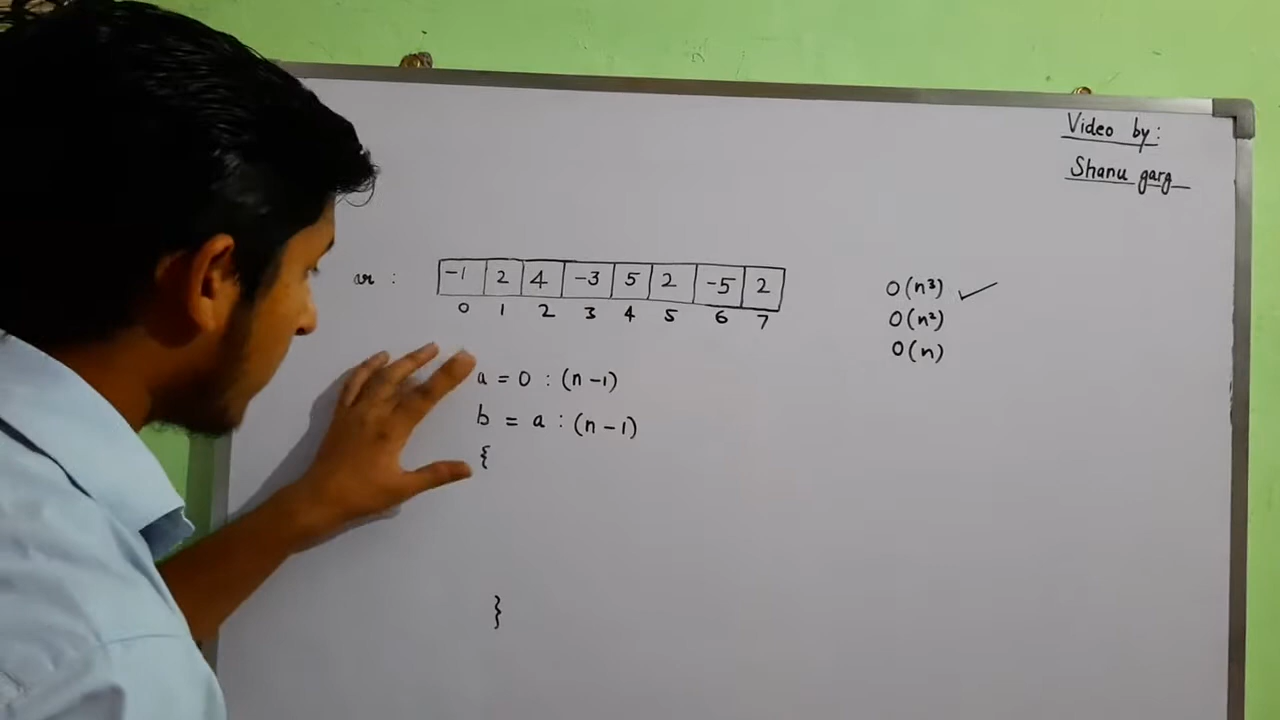 Video by:
Shanu garg
ar :
-1 2 4 -3 5 2 -5 2
0 1 2 3 4 5 6 7
O(n³) ✓
O(n²)
O(n)
a = 0 : (n-1)
b = a : (n-1)
{
}